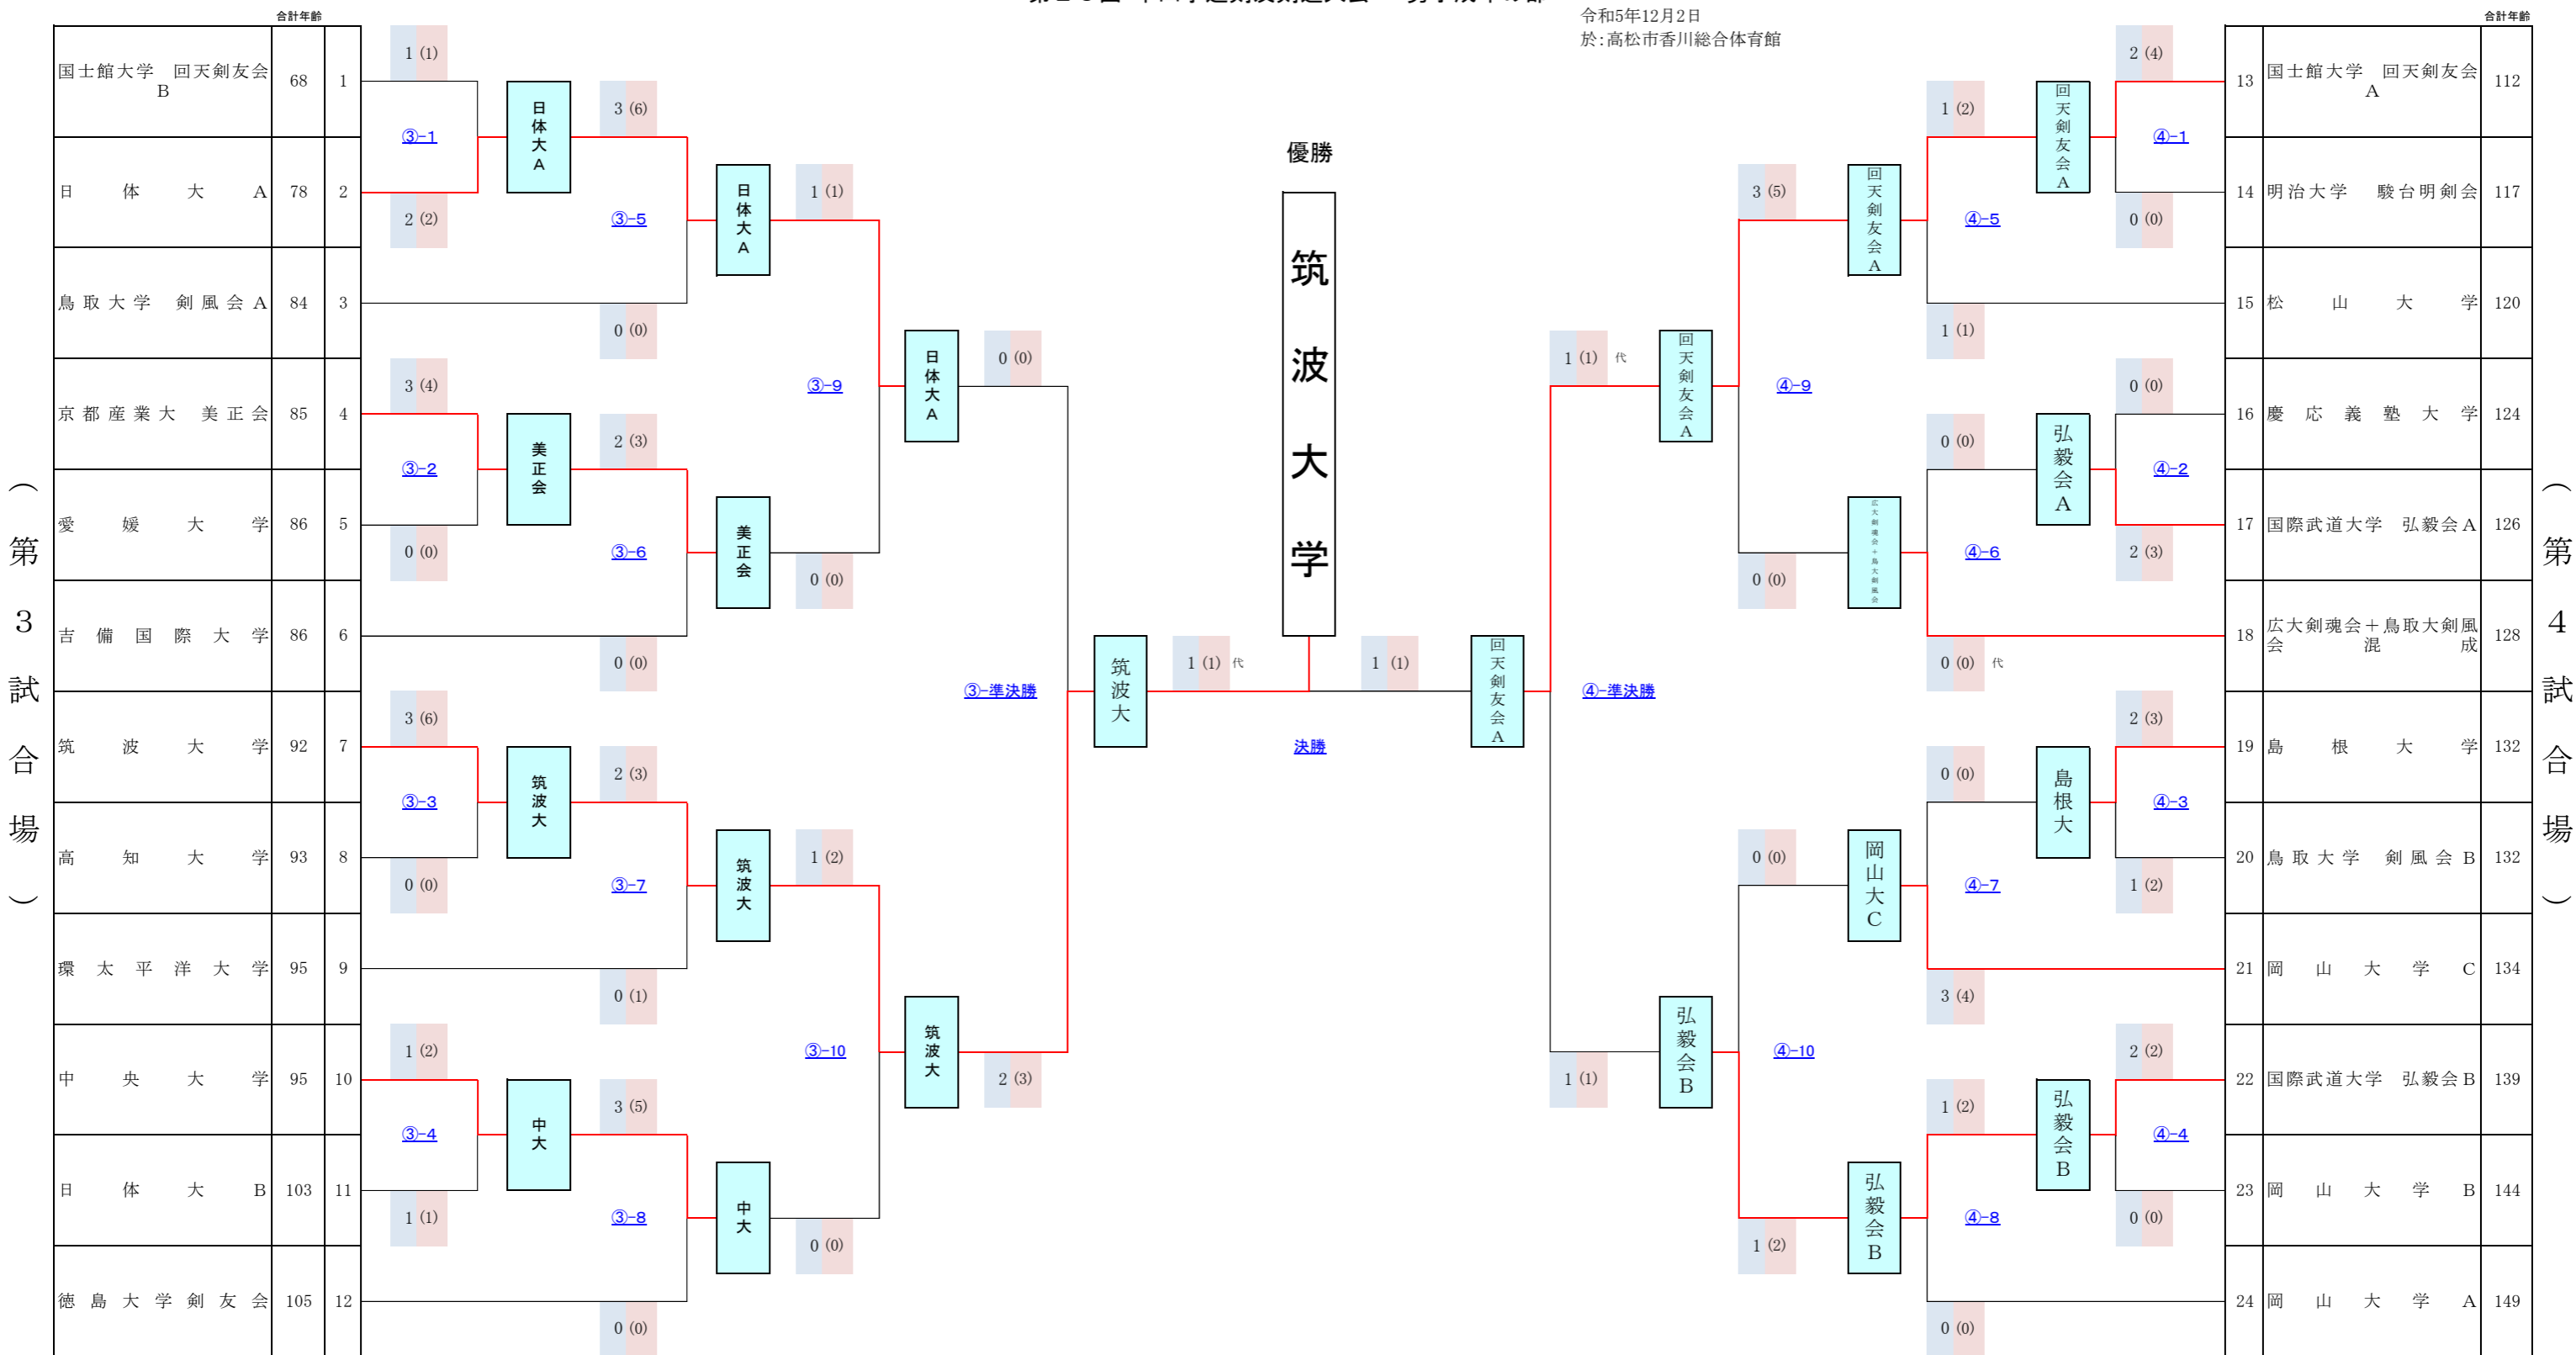 令和5年12月2日
於:高松市香川総合体育館
合計年齢
国士館大学 回天剣友会 B 68 1
日体大A 78 2
鳥取大学 剣風会A 84 3
京都産業大 美正会 85 4
愛媛大学 86 5
吉備国際大学 86 6
筑波大学 92 7
高知大学 93 8
環太平洋大学 95 9
中央大学 95 10
日体大B 103 11
徳島大学剣友会 105 12
(第3試合場)
1 (1)
③-1
2 (2)
3 (4)
③-2
0 (0)
3 (6)
③-3
0 (0)
1 (2)
③-4
1 (1)
日体大A
美正会
筑波大
中大
3 (6)
③-5
0 (0)
2 (3)
③-6
0 (0)
2 (3)
③-7
0 (1)
3 (5)
③-8
0 (0)
日体大A
美正会
筑波大
中大
1 (1)
③-9
0 (0)
1 (2)
③-10
0 (0)
日体大A
筑波大
0 (0)
③-準決勝
2 (3)
筑波大
1 (1) 代
優勝
筑波大学
決勝
1 (1)
回天剣友会A
1 (1) 代
④-準決勝
1 (1)
回天剣友会A
弘毅会B
3 (5)
④-9
0 (0)
0 (0)
④-10
1 (2)
回天剣友会A
広大剣魂会+鳥大剣風会
岡山大C
弘毅会B
1 (2)
④-5
1 (1)
0 (0)
④-6
0 (0) 代
0 (0)
④-7
3 (4)
1 (2)
④-8
0 (0)
回天剣友会A
弘毅会A
島根大
弘毅会B
2 (4)
④-1
0 (0)
0 (0)
④-2
2 (3)
2 (3)
④-3
1 (2)
2 (2)
④-4
0 (0)
合計年齢
13 国士館大学 回天剣友会 A 112
14 明治大学 駿台明剣会 117
15 松山大学 120
16 慶応義塾大学 124
17 国際武道大学 弘毅会A 126
18 広大剣魂会+鳥取大剣風会混成 128
19 島根大学 132
20 鳥取大学 剣風会B 132
21 岡山大学C 134
22 国際武道大学 弘毅会B 139
23 岡山大学B 144
24 岡山大学A 149
(第4試合場)